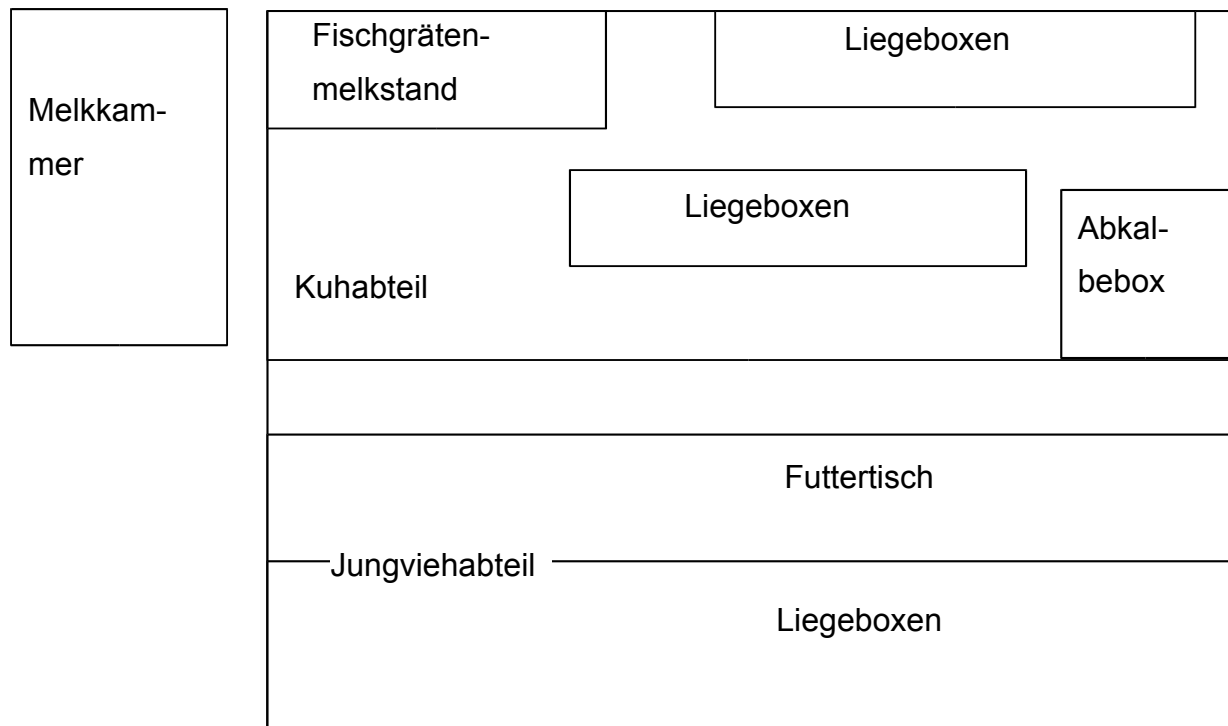 Fischgräten-
melkstand
Liegeboxen
Melkkam-
mer
Liegeboxen
Abkal-
bebox
Kuhabteil
Futtertisch
Jungviehabteil
Liegeboxen